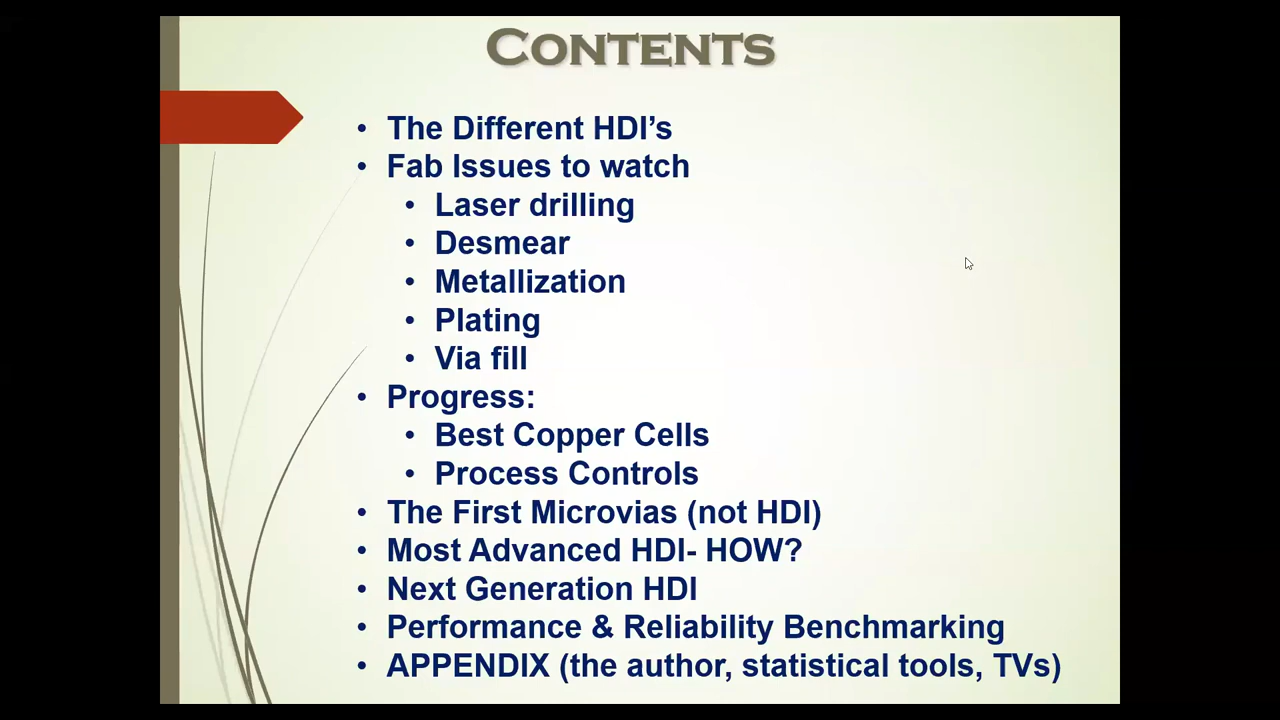 CONTENTS
• The Different HDI’s
• Fab Issues to watch
• Laser drilling
• Desmear
• Metallization
• Plating
• Via fill
• Progress:
• Best Copper Cells
• Process Controls
• The First Microvias (not HDI)
• Most Advanced HDI- HOW?
• Next Generation HDI
• Performance & Reliability Benchmarking
• APPENDIX (the author, statistical tools, TVs)